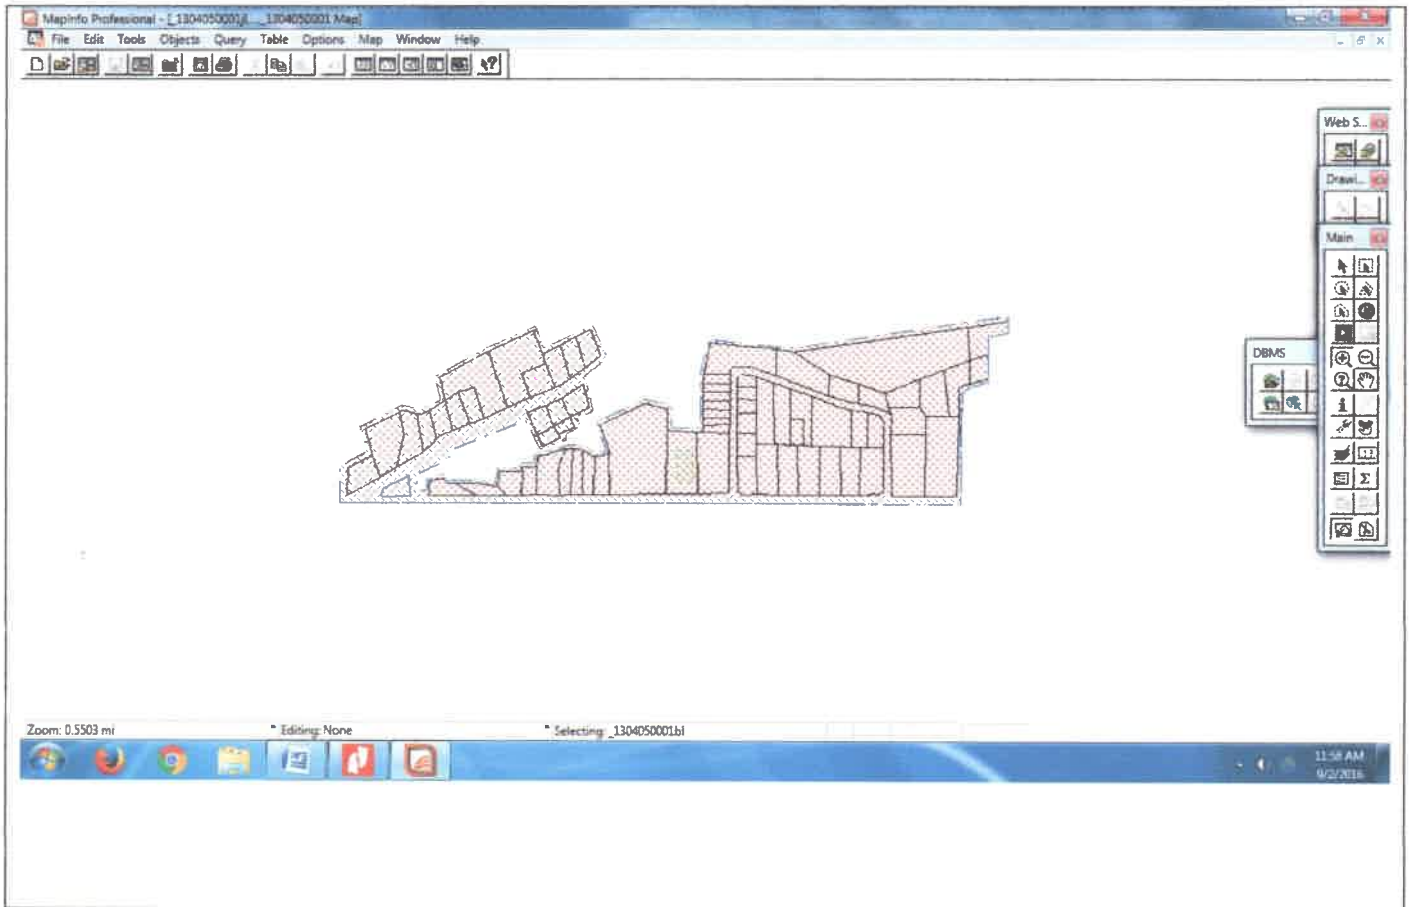 MapInfo Professional - [_1304050001jl...._1304050001 Map]
File Edit Tools Objects Query Table Options Map Window Help
Web S...
Drawi...
Main
DBMS
Zoom: 0.5503 mi
Editing: None
Selecting: _1304050001bl
11:58 AM
9/2/2016